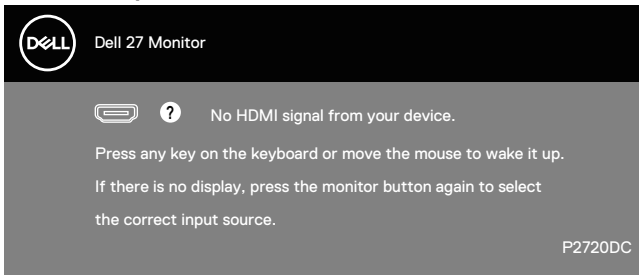 DELL
Dell 27 Monitor
? No HDMI signal from your device.
Press any key on the keyboard or move the mouse to wake it up.
If there is no display, press the monitor button again to select
the correct input source.
P2720DC